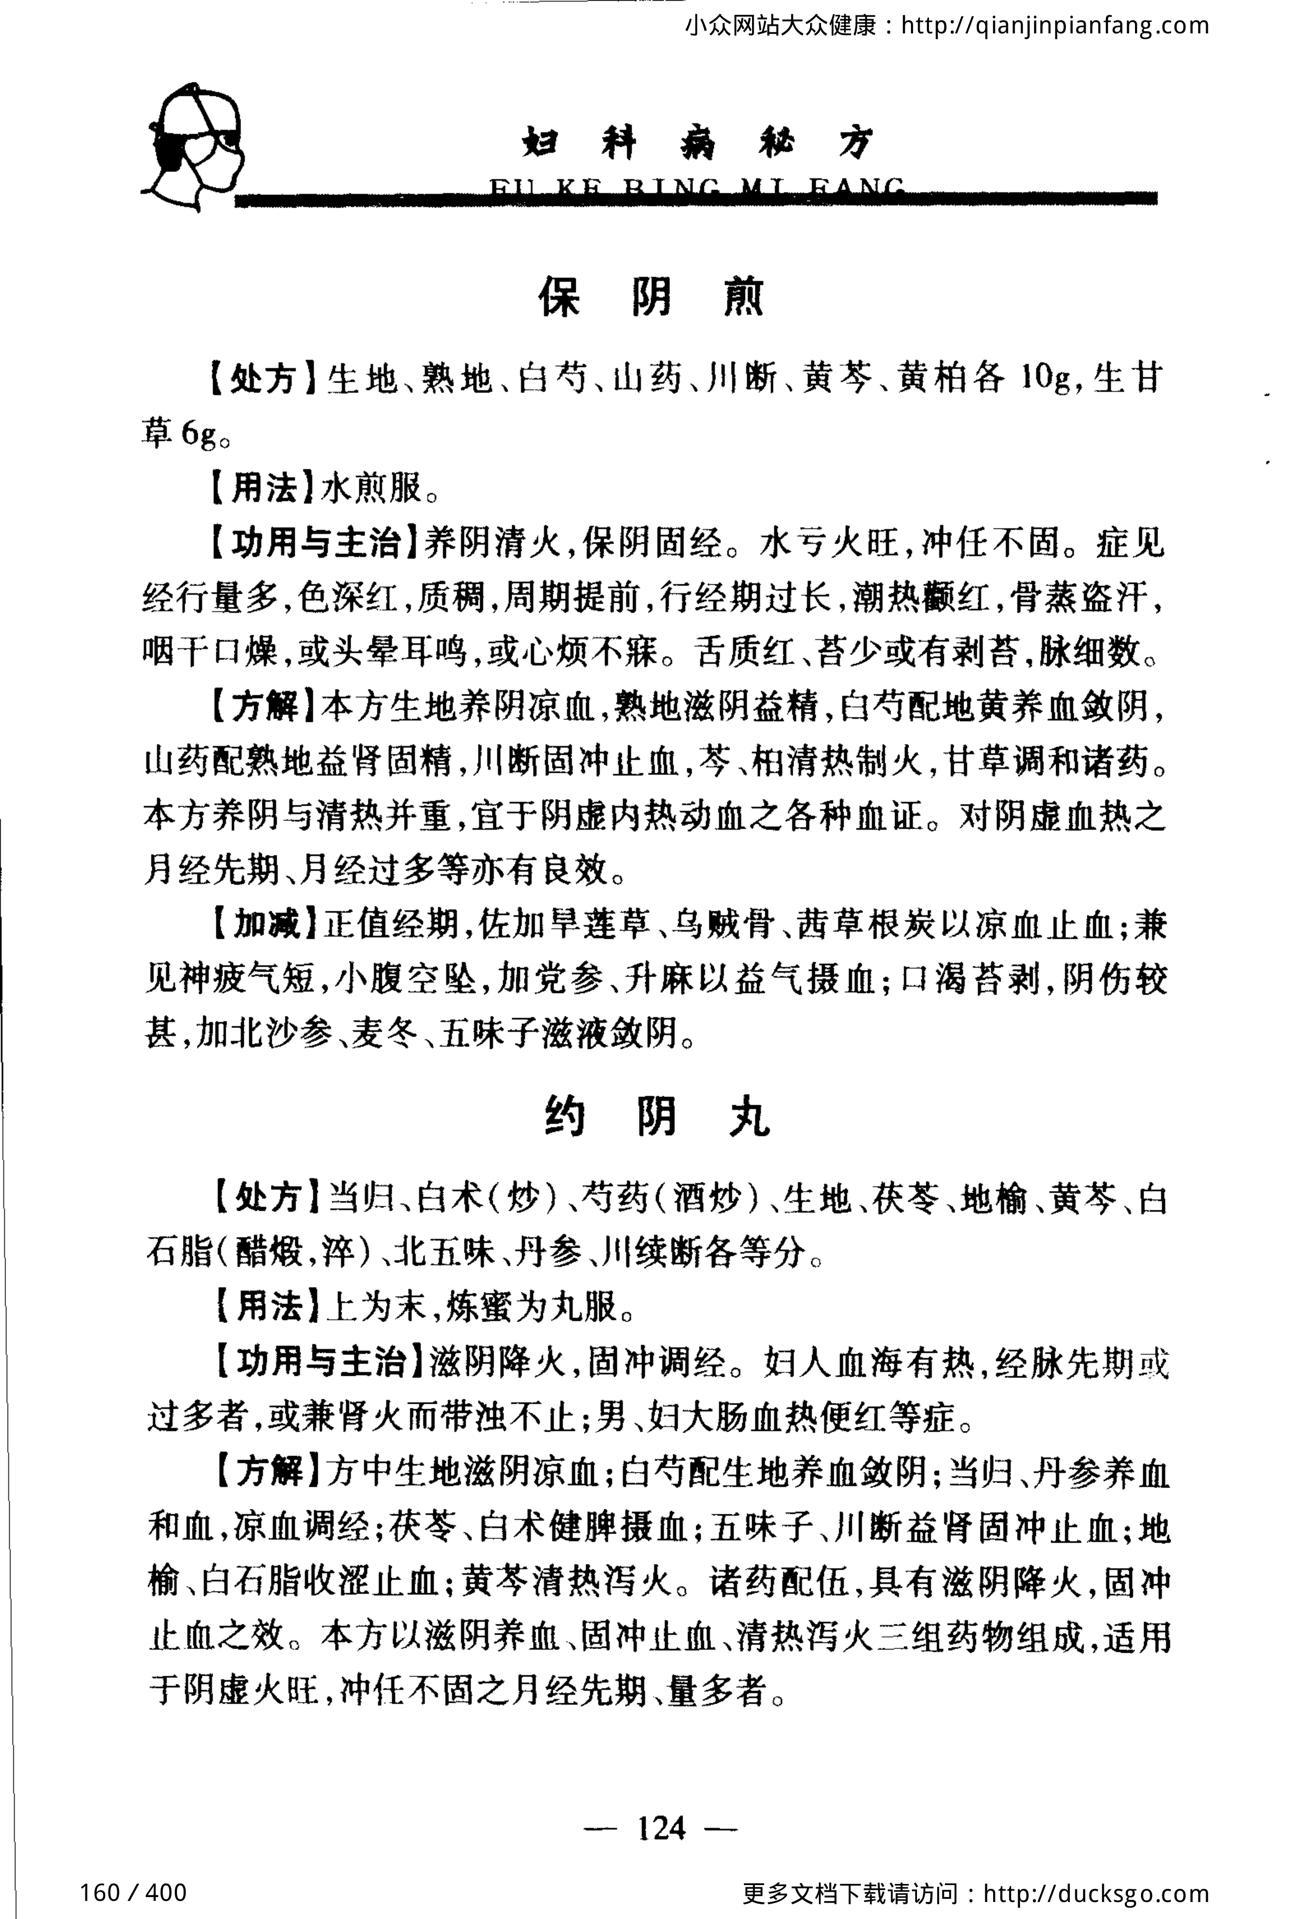 小众网站大众健康：http://qianjinpianfang.com
妇科病秘方
FU KE BING MI FANG
保阴煎
【处方】生地、熟地、白芍、山药、川断、黄芩、黄柏各 10g,生甘
草6g。
【用法】水煎服。
【功用与主治】养阴清火,保阴固经。水亏火旺,冲任不固。症见
经行量多,色深红,质稠,周期提前,行经期过长,潮热颧红,骨蒸盗汗,
咽干口燥,或头晕耳鸣,或心烦不寐。舌质红、苔少或有剥苔,脉细数。
【方解】本方生地养阴凉血,熟地滋阴益精,白芍配地黄养血敛阴,
山药配熟地益肾固精,川断固冲止血,芩、柏清热制火,甘草调和诸药。
本方养阴与清热并重,宜于阴虚内热动血之各种血证。对阴虚血热之
月经先期、月经过多等亦有良效。
【加减】正值经期,佐加旱莲草、乌贼骨、茜草根炭以凉血止血;兼
见神疲气短,小腹空坠,加党参、升麻以益气摄血;口渴苔剥,阴伤较
甚,加北沙参、麦冬、五味子滋液敛阴。
约阴丸
【处方】当归、白术(炒)、芍药(酒炒)、生地、茯苓、地榆、黄芩、白
石脂(醋煅,淬)、北五味、丹参、川续断各等分。
【用法】上为末,炼蜜为丸服。
【功用与主治】滋阴降火,固冲调经。妇人血海有热,经脉先期或
过多者,或兼肾火而带浊不止;男、妇大肠血热便红等症。
【方解】方中生地滋阴凉血;白芍配生地养血敛阴;当归、丹参养血
和血,凉血调经;茯苓、白术健脾摄血;五味子、川断益肾固冲止血;地
榆、白石脂收涩止血;黄芩清热泻火。诸药配伍,具有滋阴降火,固冲
止血之效。本方以滋阴养血、固冲止血、清热泻火三组药物组成,适用
于阴虚火旺,冲任不固之月经先期、量多者。
— 124 —
160 / 400
更多文档下载请访问：http://ducksgo.com